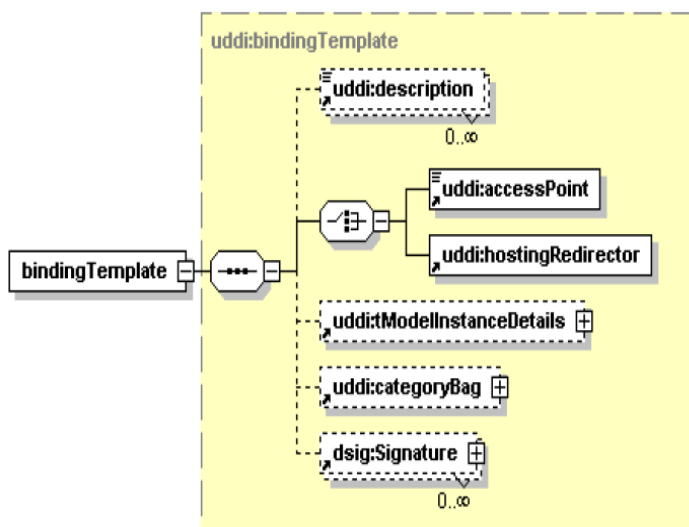 uddi:bindingTemplate
uddi:description
0..∞
uddi:accessPoint
uddi:hostingRedirector
bindingTemplate
uddi:tModelInstanceDetails
uddi:categoryBag
dsig:Signature
0..∞